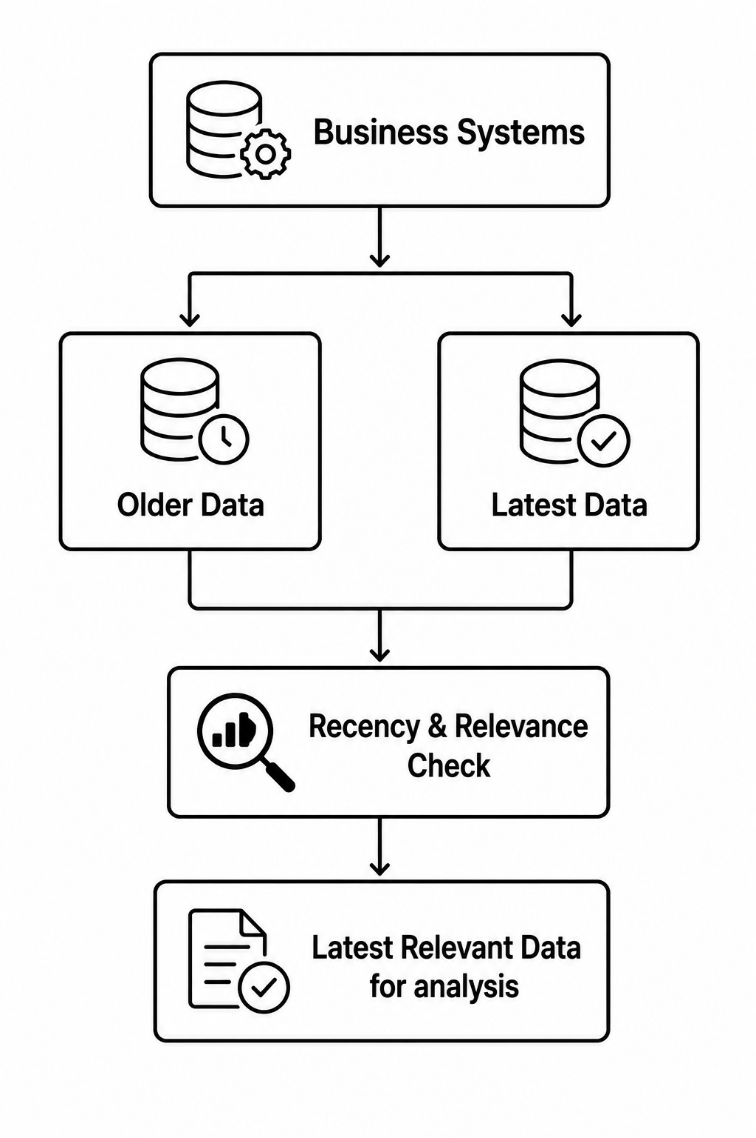 Business Systems
Older Data
Latest Data
Recency & Relevance
Check
Latest Relevant Data
for analysis